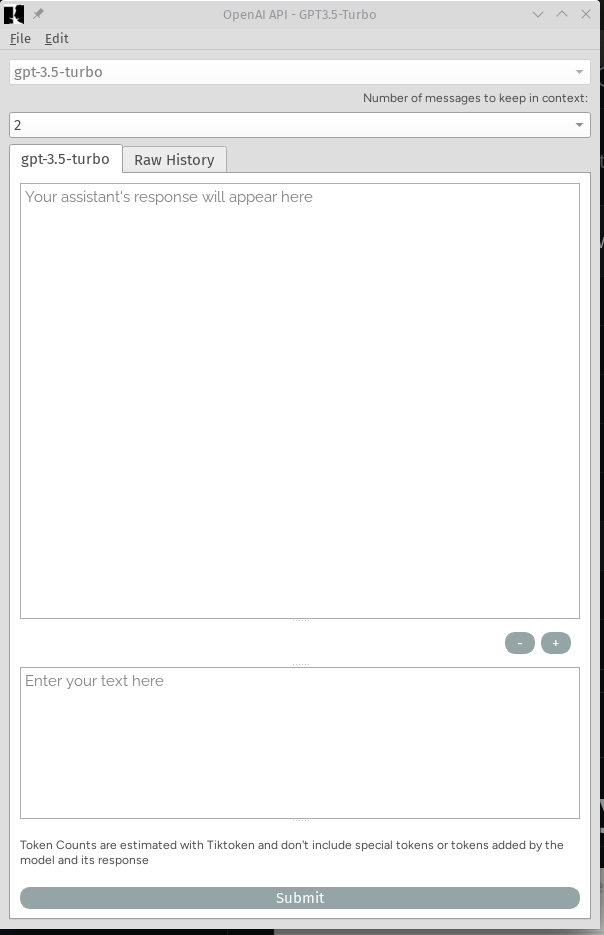 OpenAI API - GPT3.5-Turbo
File Edit
gpt-3.5-turbo
Number of messages to keep in context:
2
gpt-3.5-turbo Raw History
Your assistant's response will appear here
- +
Enter your text here
Token Counts are estimated with Tiktoken and don't include special tokens or tokens added by the
model and its response
Submit